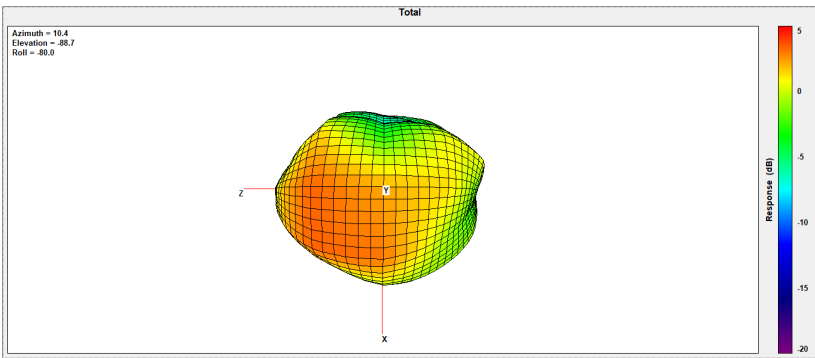 Total
Azimuth = 10.4
Elevation = -88.7
Roll = -80.0
Z
Y
X
5
0
-5
-10
-15
-20
Response (dB)